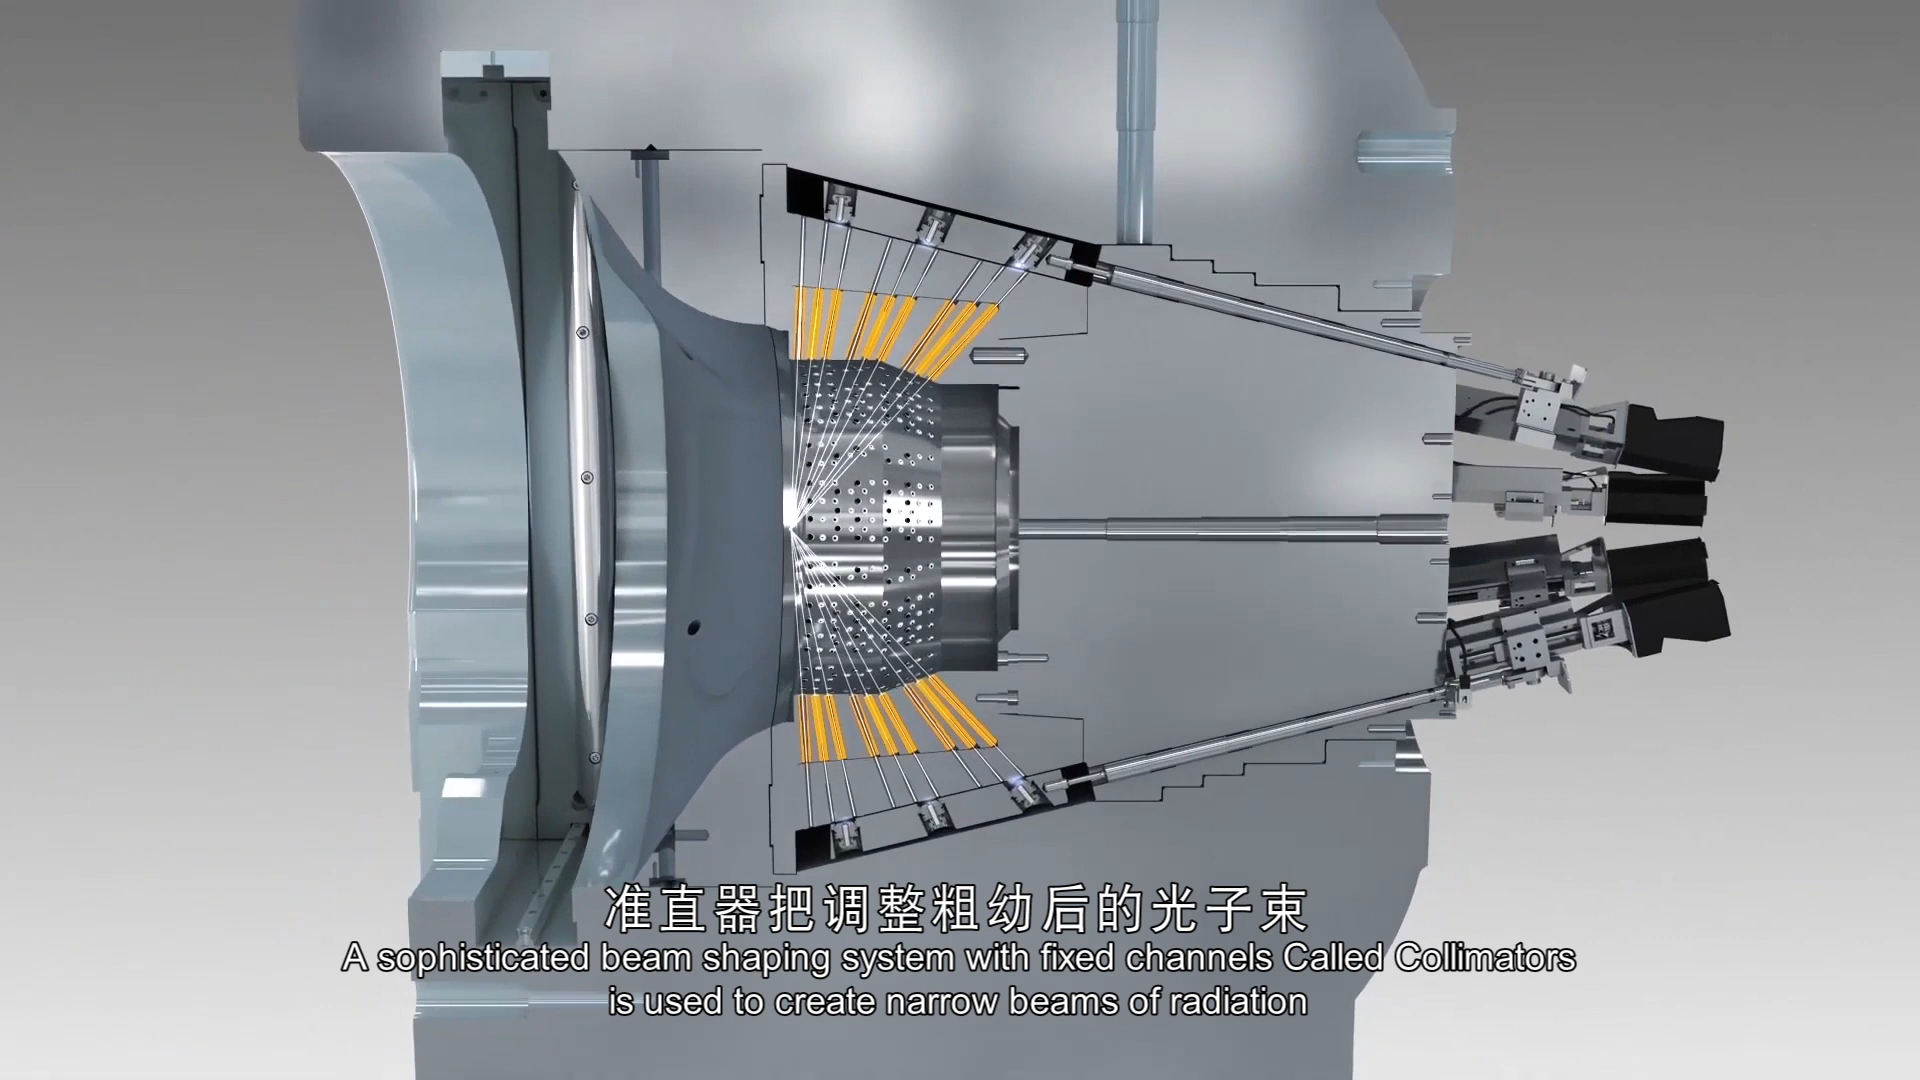 准直器把调整粗幼后的光子束
A sophisticated beam shaping system with fixed channels Called Collimators
is used to create narrow beams of radiation